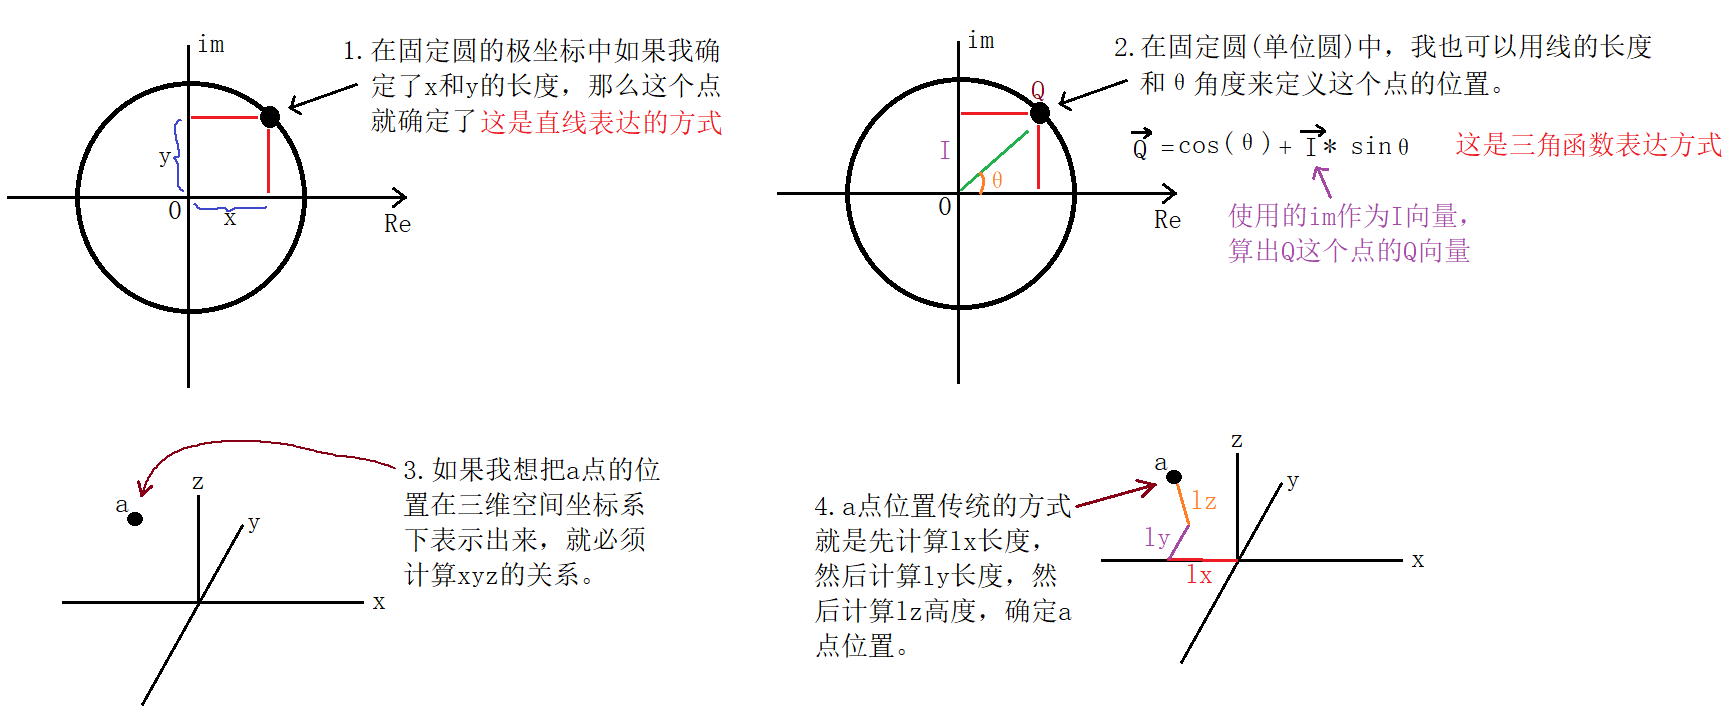 im
1.在固定圆的极坐标中如果我确
定了x和y的长度，那么这个点
就确定了这是直线表达的方式
y
O
x
Re
im
2.在固定圆(单位圆)中，我也可以用线的长度
和θ角度来定义这个点的位置。
Q
Q =cos(θ)+ I* sinθ
这是三角函数表达方式
I
θ
O
Re
使用的im作为I向量，
算出Q这个点的Q向量
3.如果我想把a点的位
置在三维空间坐标系
下表示出来，就必须
计算xyz的关系。
z
a
y
x
4.a点位置传统的方式
就是先计算lx长度，
然后计算ly长度，然
后计算lz高度，确定a
点位置。
z
a
y
lz
ly
lx
x